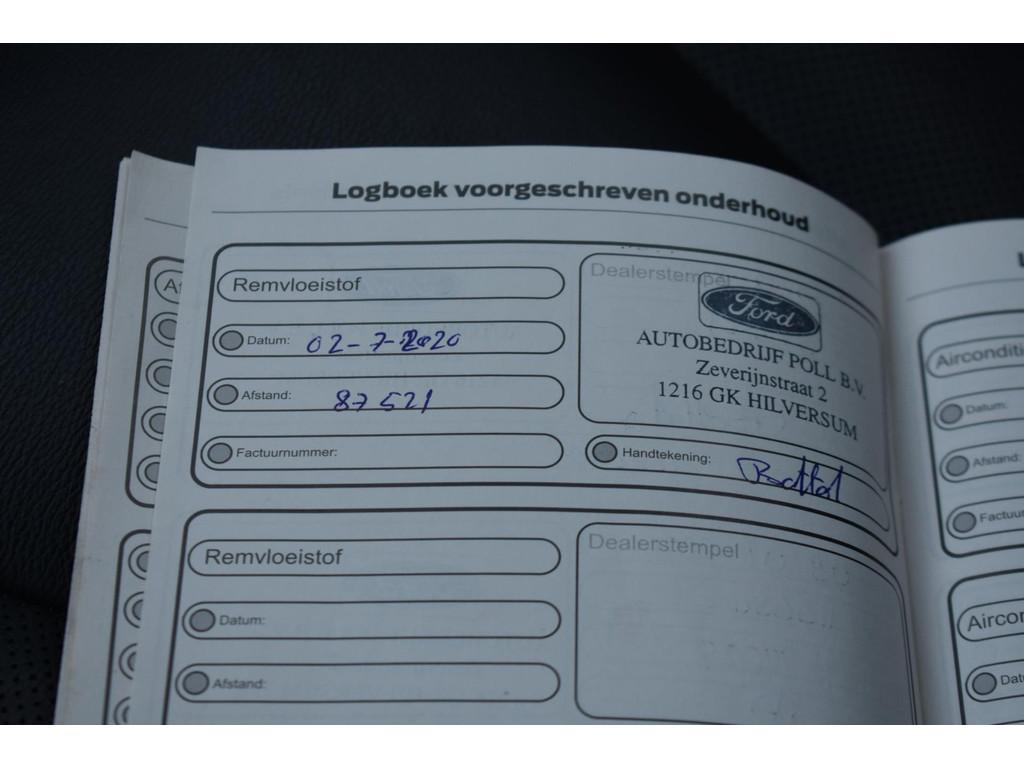 Logboek voorgeschreven onderhoud
Remvloeistof
Datum: 02-7-2020
Afstand: 87521
Factuurnummer:
Dealerstempel
Ford
AUTOBEDRIJF POLL B.V.
Zeverijnstraat 2
1216 GK HILVERSUM
Handtekening:
Remvloeistof
Datum:
Afstand:
Dealerstempel
Datum:
Afstand: